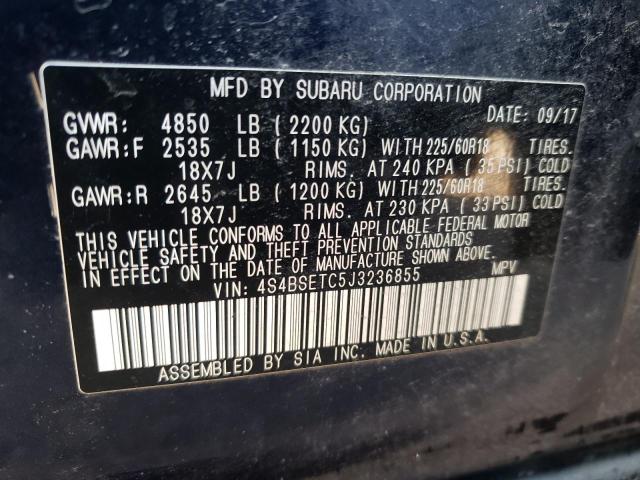 MFD BY SUBARU CORPORATION
DATE: 09/17
GVWR: 4850 LB ( 2200 KG)
GAWR:F 2535 LB ( 1150 KG) WITH 225/60R18 TIRES.
18X7J RIMS. AT 240 KPA ( 35 PSI) COLD
GAWR:R 2645 LB ( 1200 KG) WITH 225/60R18 TIRES.
18X7J RIMS. AT 230 KPA ( 33 PSI) COLD
THIS VEHICLE CONFORMS TO ALL APPLICABLE FEDERAL MOTOR
VEHICLE SAFETY AND THEFT PREVENTION STANDARDS
IN EFFECT ON THE DATE OF MANUFACTURE SHOWN ABOVE.
VIN: 4S4BSETC5J3236855 MPV
ASSEMBLED BY SIA INC. MADE IN U.S.A.